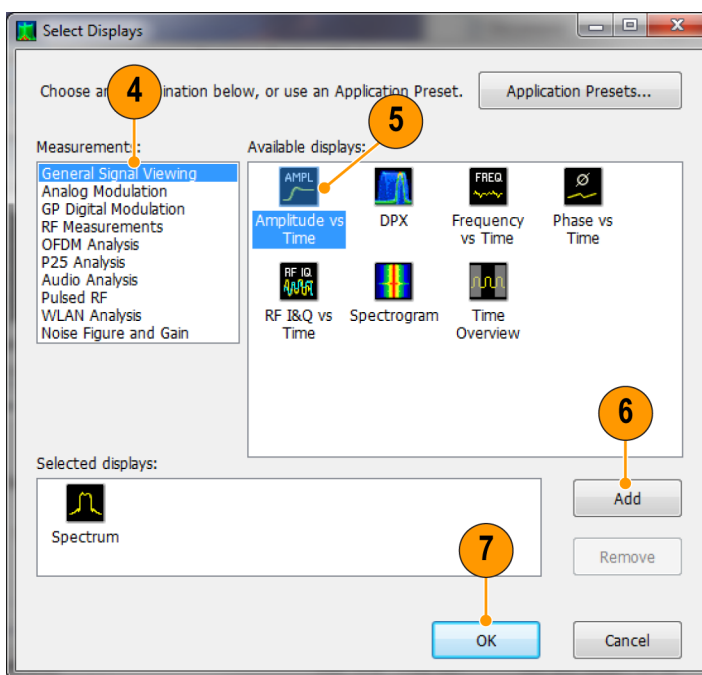 Select Displays
Choose an ination below, or use an Application Preset.
Application Presets...
4
5
Measurements:
General Signal Viewing
Analog Modulation
GP Digital Modulation
RF Measurements
OFDM Analysis
P25 Analysis
Audio Analysis
Pulsed RF
WLAN Analysis
Noise Figure and Gain
Available displays:
AMPL
Amplitude vs
Time
DPX
FREQ
Frequency
vs Time
Ø
Phase vs
Time
RF IQ
RF I&Q vs
Time
Spectrogram
Time
Overview
6
Selected displays:
Spectrum
Add
Remove
7
OK
Cancel